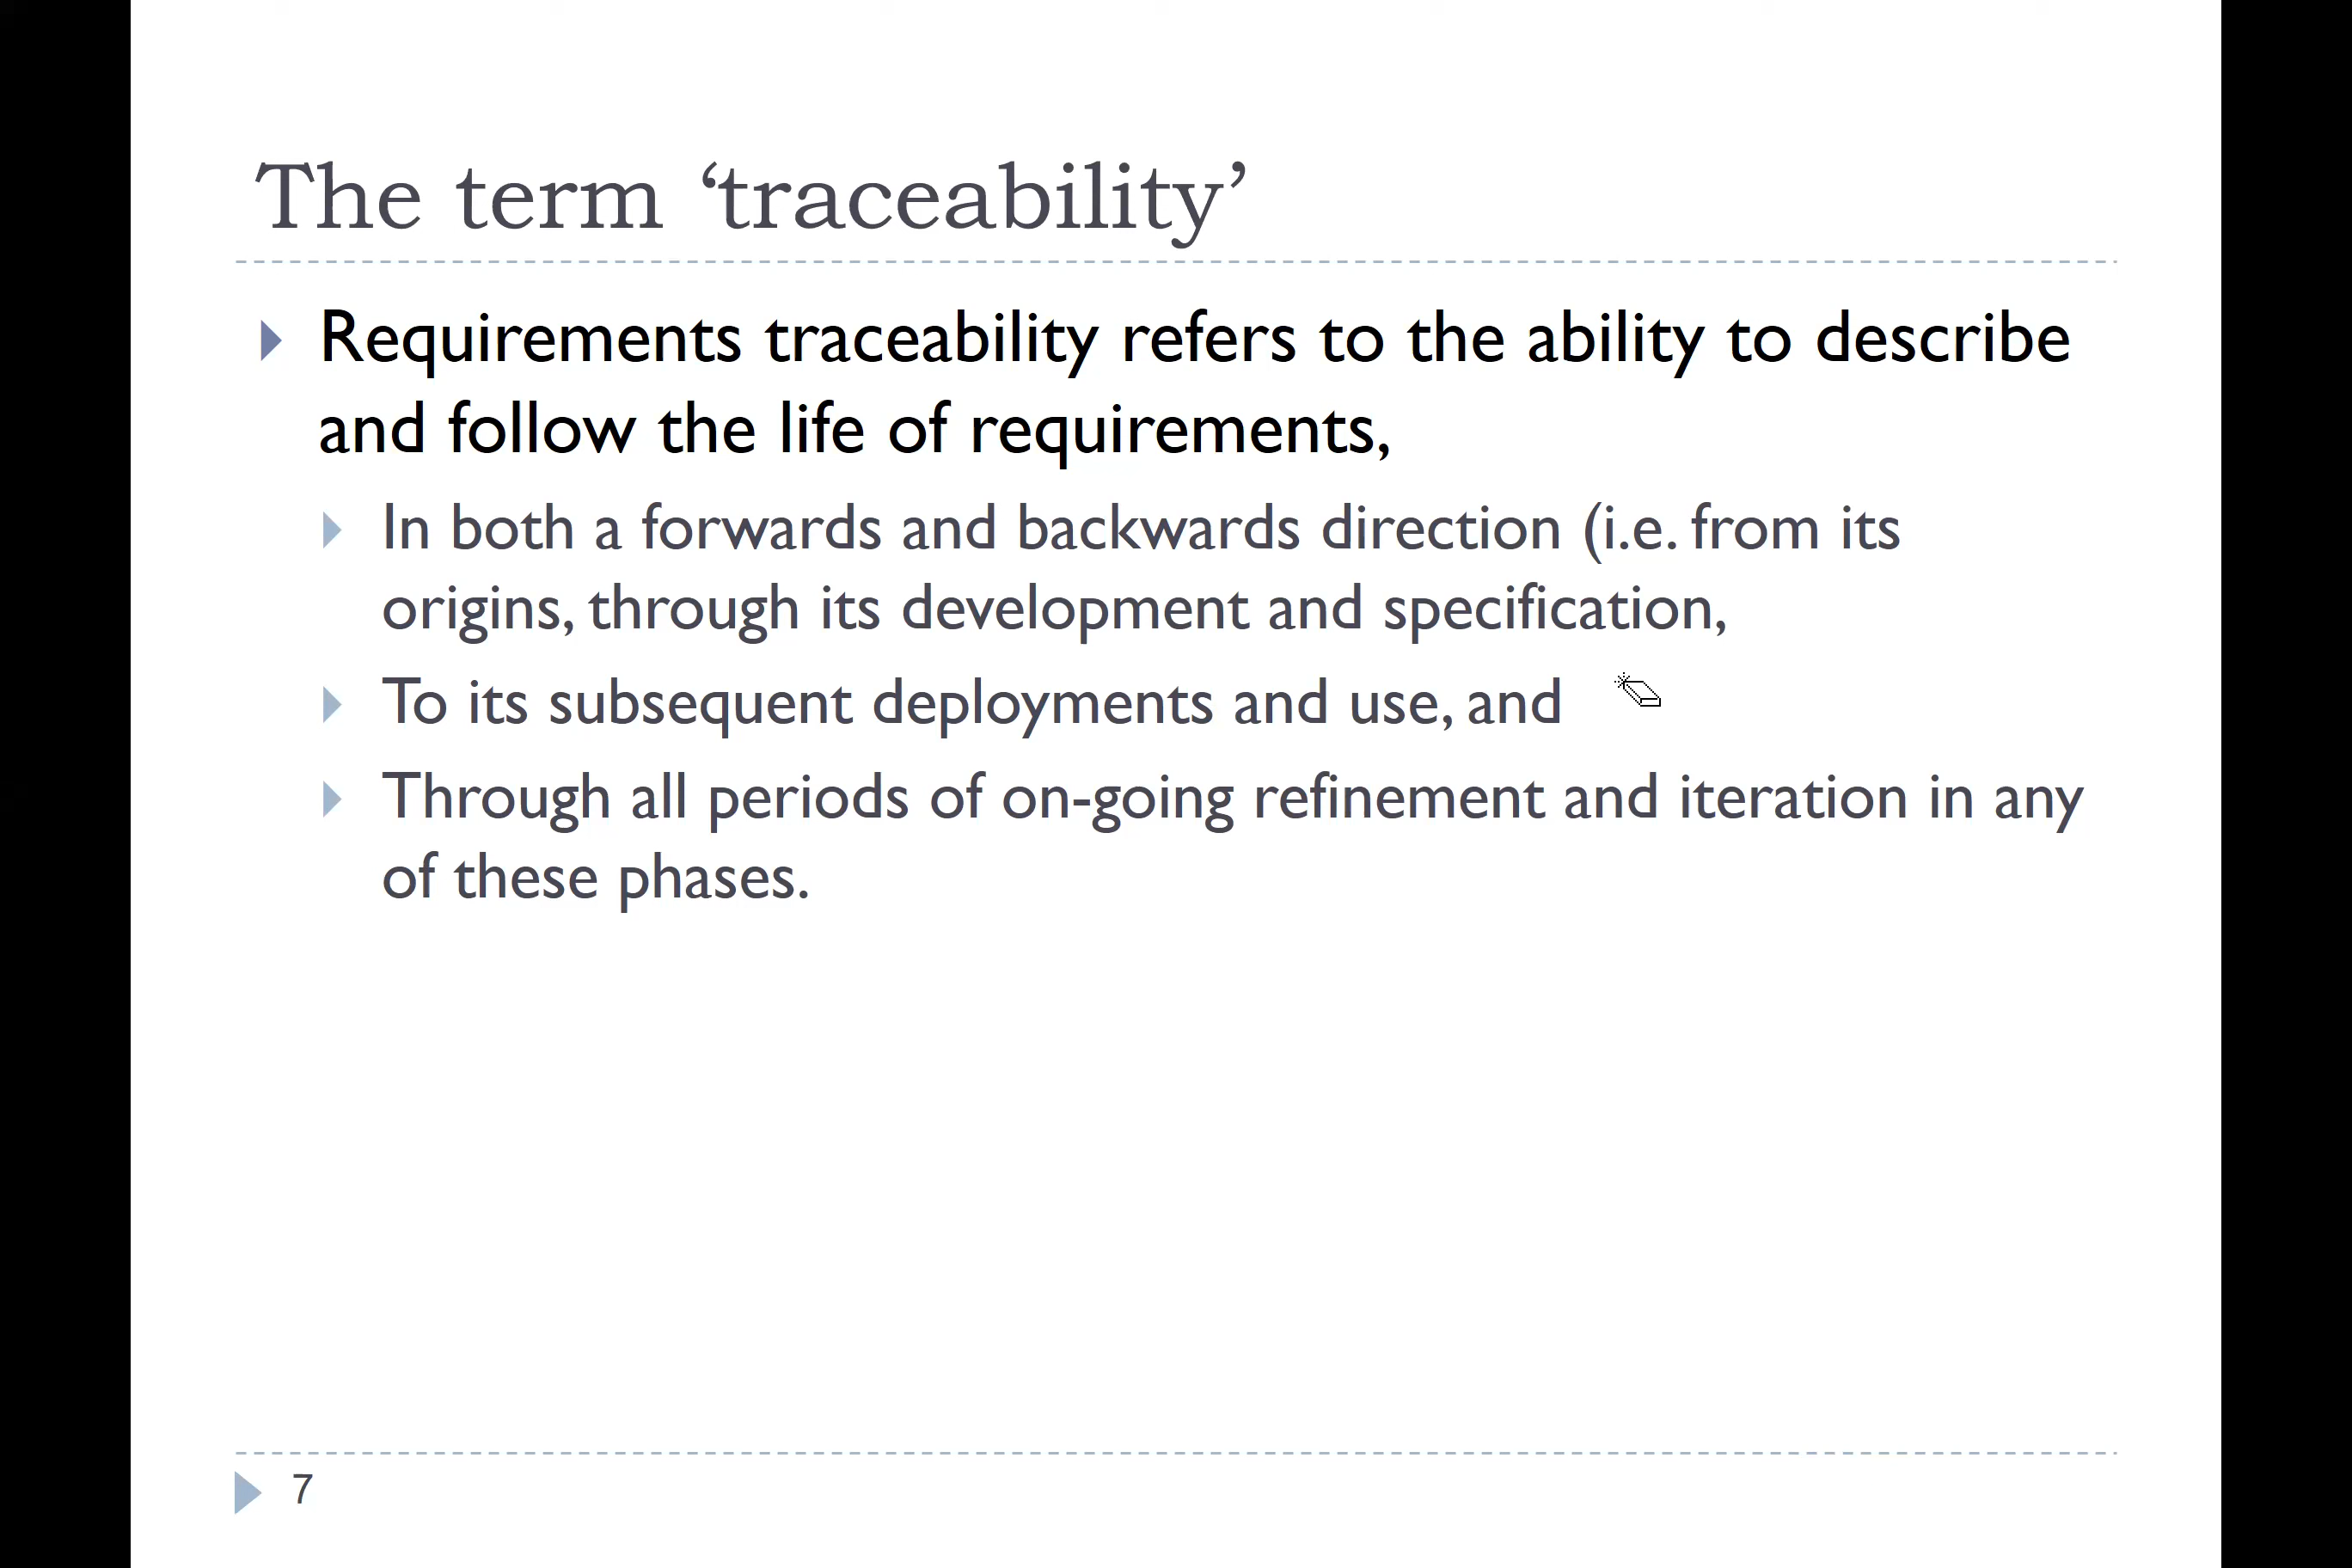 The term ‘traceability’
Requirements traceability refers to the ability to describe
and follow the life of requirements,
In both a forwards and backwards direction (i.e. from its
origins, through its development and specification,
To its subsequent deployments and use, and
Through all periods of on-going refinement and iteration in any
of these phases.
7